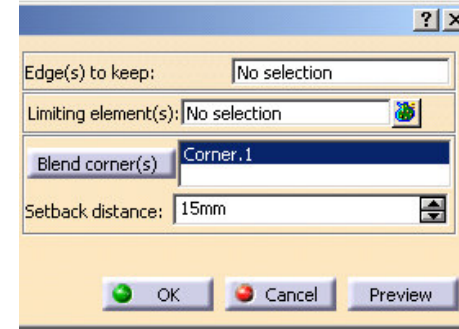 Edge(s) to keep: No selection
Limiting element(s): No selection
Blend corner(s) Corner.1
Setback distance: 15mm
OK Cancel Preview